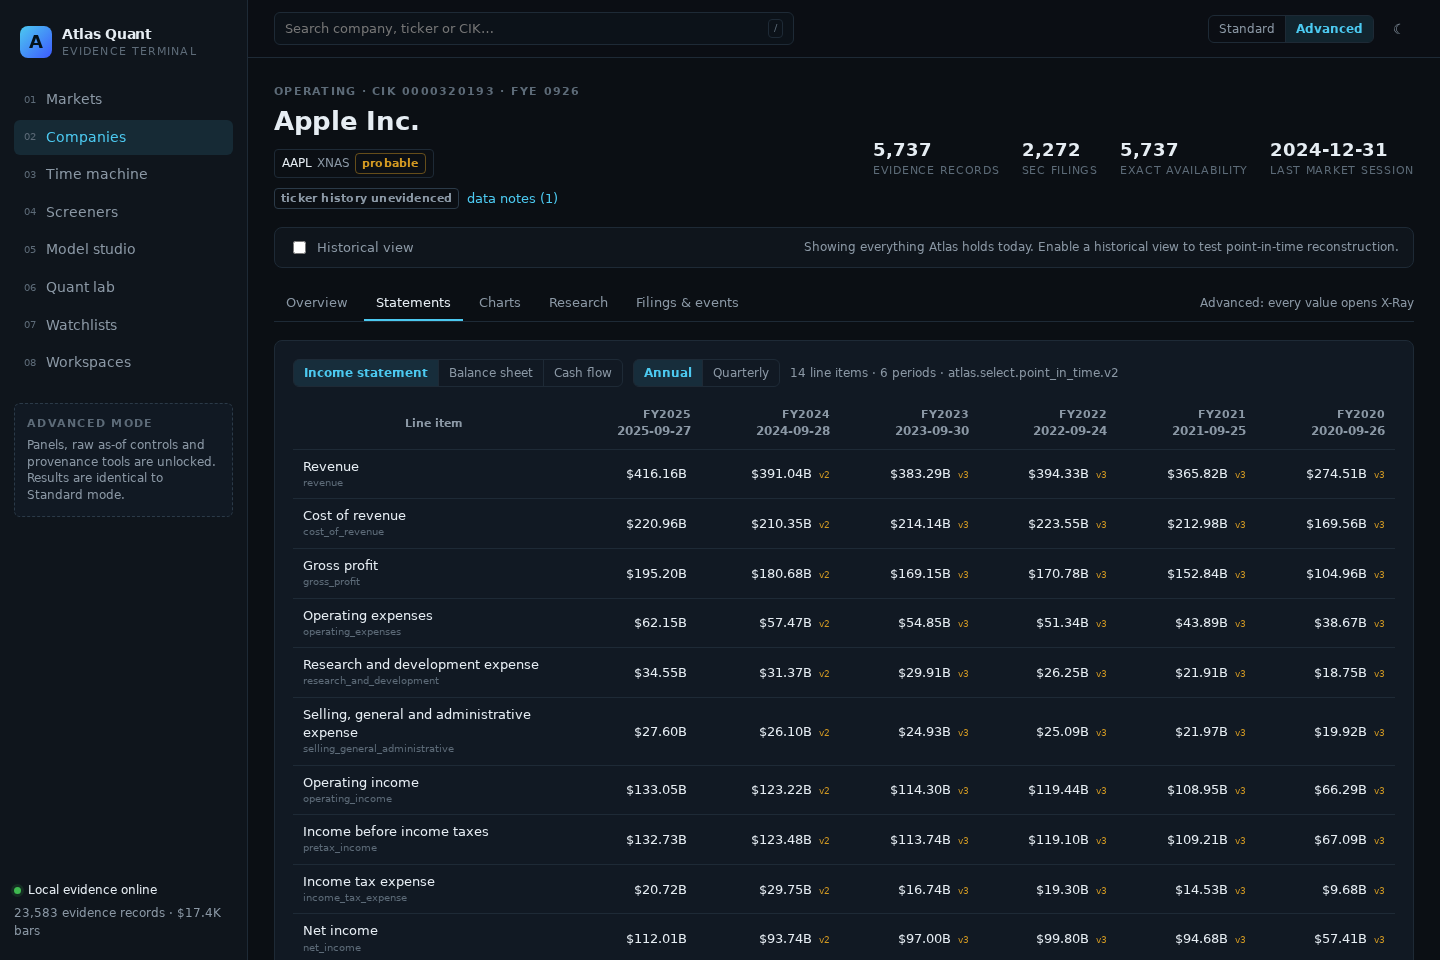 A
Atlas Quant
EVIDENCE TERMINAL
01 Markets
02 Companies
03 Time machine
04 Screeners
05 Model studio
06 Quant lab
07 Watchlists
08 Workspaces
ADVANCED MODE
Panels, raw as-of controls and
provenance tools are unlocked.
Results are identical to
Standard mode.
Local evidence online
23,583 evidence records · $17.4K
bars
Search company, ticker or CIK... /
Standard Advanced ☾
OPERATING · CIK 0000320193 · FYE 0926
Apple Inc.
AAPL XNAS probable
ticker history unevidenced data notes (1)
5,737 2,272 5,737 2024-12-31
EVIDENCE RECORDS SEC FILINGS EXACT AVAILABILITY LAST MARKET SESSION
Historical view Showing everything Atlas holds today. Enable a historical view to test point-in-time reconstruction.
Overview Statements Charts Research Filings & events Advanced: every value opens X-Ray
Income statement Balance sheet Cash flow Annual Quarterly 14 line items · 6 periods · atlas.select.point_in_time.v2
Line item FY2025 FY2024 FY2023 FY2022 FY2021 FY2020
2025-09-27 2024-09-28 2023-09-30 2022-09-24 2021-09-25 2020-09-26
Revenue $416.16B $391.04B v2 $383.29B v3 $394.33B v3 $365.82B v3 $274.51B v3
revenue
Cost of revenue $220.96B $210.35B v2 $214.14B v3 $223.55B v3 $212.98B v3 $169.56B v3
cost_of_revenue
Gross profit $195.20B $180.68B v2 $169.15B v3 $170.78B v3 $152.84B v3 $104.96B v3
gross_profit
Operating expenses $62.15B $57.47B v2 $54.85B v3 $51.34B v3 $43.89B v3 $38.67B v3
operating_expenses
Research and development expense $34.55B $31.37B v2 $29.91B v3 $26.25B v3 $21.91B v3 $18.75B v3
research_and_development
Selling, general and administrative
expense $27.60B $26.10B v2 $24.93B v3 $25.09B v3 $21.97B v3 $19.92B v3
selling_general_administrative
Operating income $133.05B $123.22B v2 $114.30B v3 $119.44B v3 $108.95B v3 $66.29B v3
operating_income
Income before income taxes $132.73B $123.48B v2 $113.74B v3 $119.10B v3 $109.21B v3 $67.09B v3
pretax_income
Income tax expense $20.72B $29.75B v2 $16.74B v3 $19.30B v3 $14.53B v3 $9.68B v3
income_tax_expense
Net income $112.01B $93.74B v2 $97.00B v3 $99.80B v3 $94.68B v3 $57.41B v3
net_income